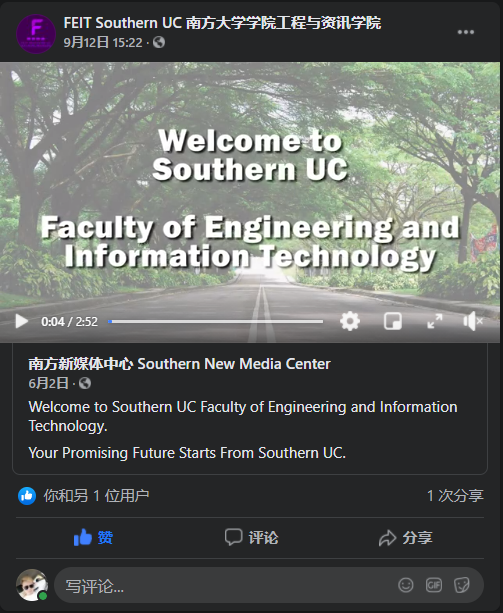 FEIT Southern UC 南方大学学院工程与资讯学院
9月12日 15:22 ·
Welcome to
Southern UC
Faculty of Engineering and
Information Technology
0:04 / 2:52
南方新媒体中心 Southern New Media Center
6月2日 ·
Welcome to Southern UC Faculty of Engineering and Information
Technology.
Your Promising Future Starts From Southern UC.
你和另 1 位用户
1 次分享
赞
评论
分享
写评论...
GIF